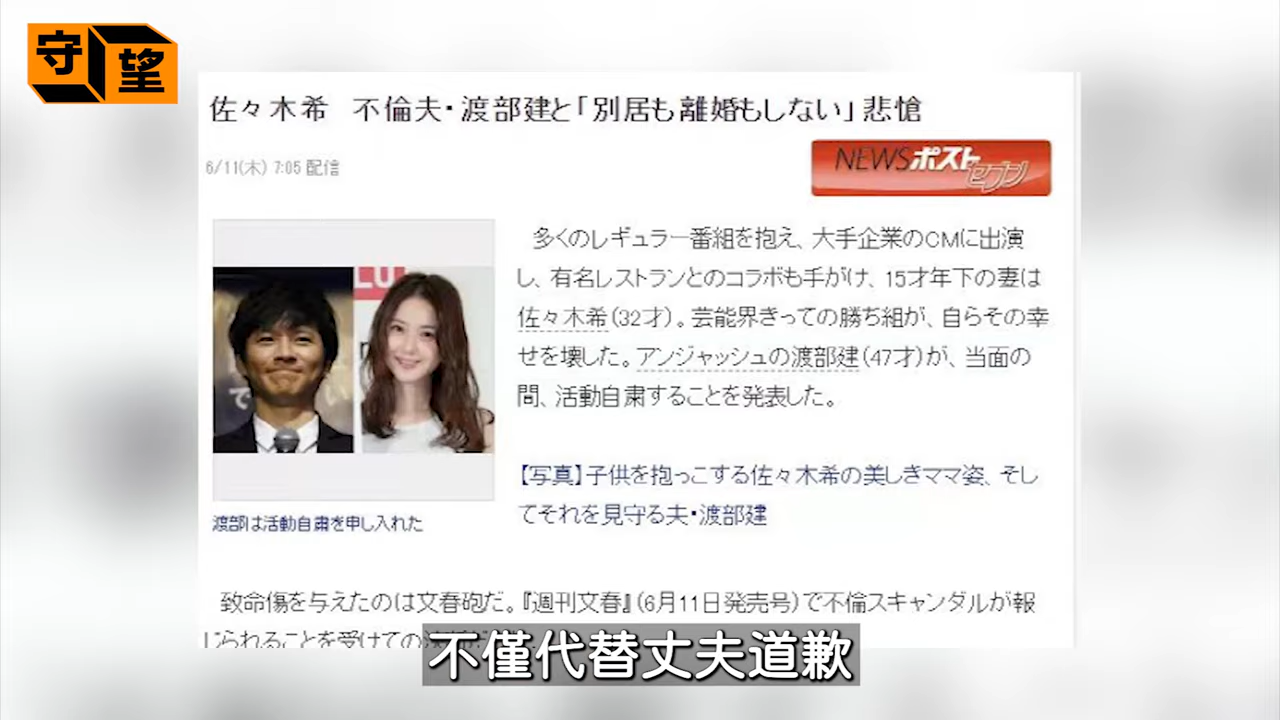 守望
佐々木希 不倫夫・渡部建と「別居も離婚もしない」悲愴
6/11(木) 7:05 配信
NEWSポストセブン
多くのレギュラー番組を抱え、大手企業のCMに出演
し、有名レストランとのコラボも手がけ、15才年下の妻は
佐々木希(32才)。芸能界きっての勝ち組が、自らその幸
せを壊した。アンジャッシュの渡部建(47才)が、当面の
間、活動自粛することを発表した。
【写真】子供を抱っこする佐々木希の美しきママ姿、そし
てそれを見守る夫・渡部建
渡部は活動自粛を申し入れた
致命傷を与えたのは文春砲だ。『週刊文春』(6月11日発売号)で不倫スキャンダルが報
じられることを受けての
不僅代替丈夫道歉